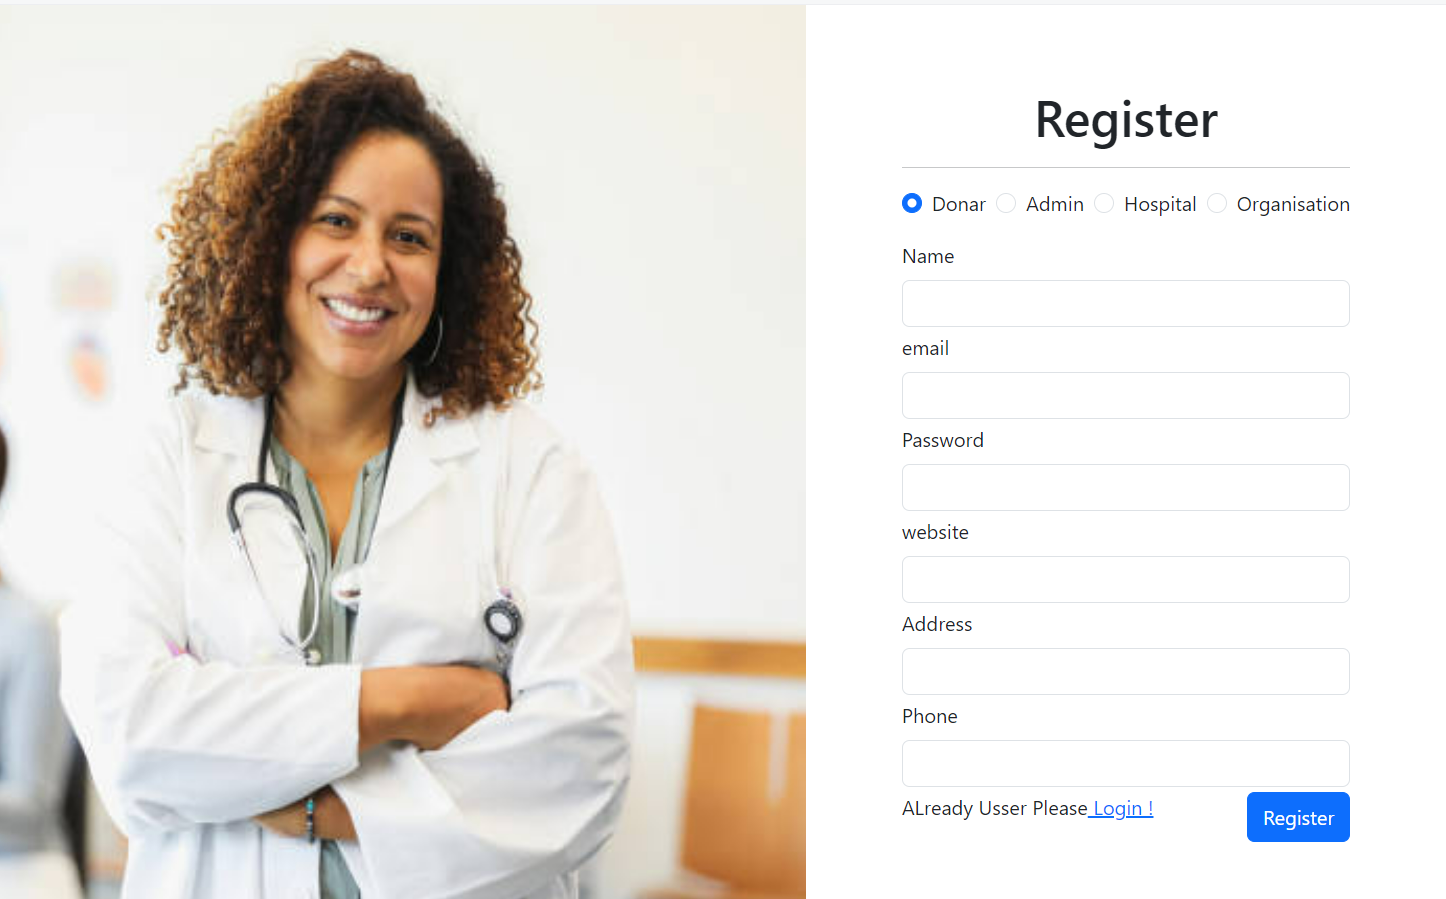 Register
Donar Admin Hospital Organisation
Name
email
Password
website
Address
Phone
ALready Usser Please Login !
Register